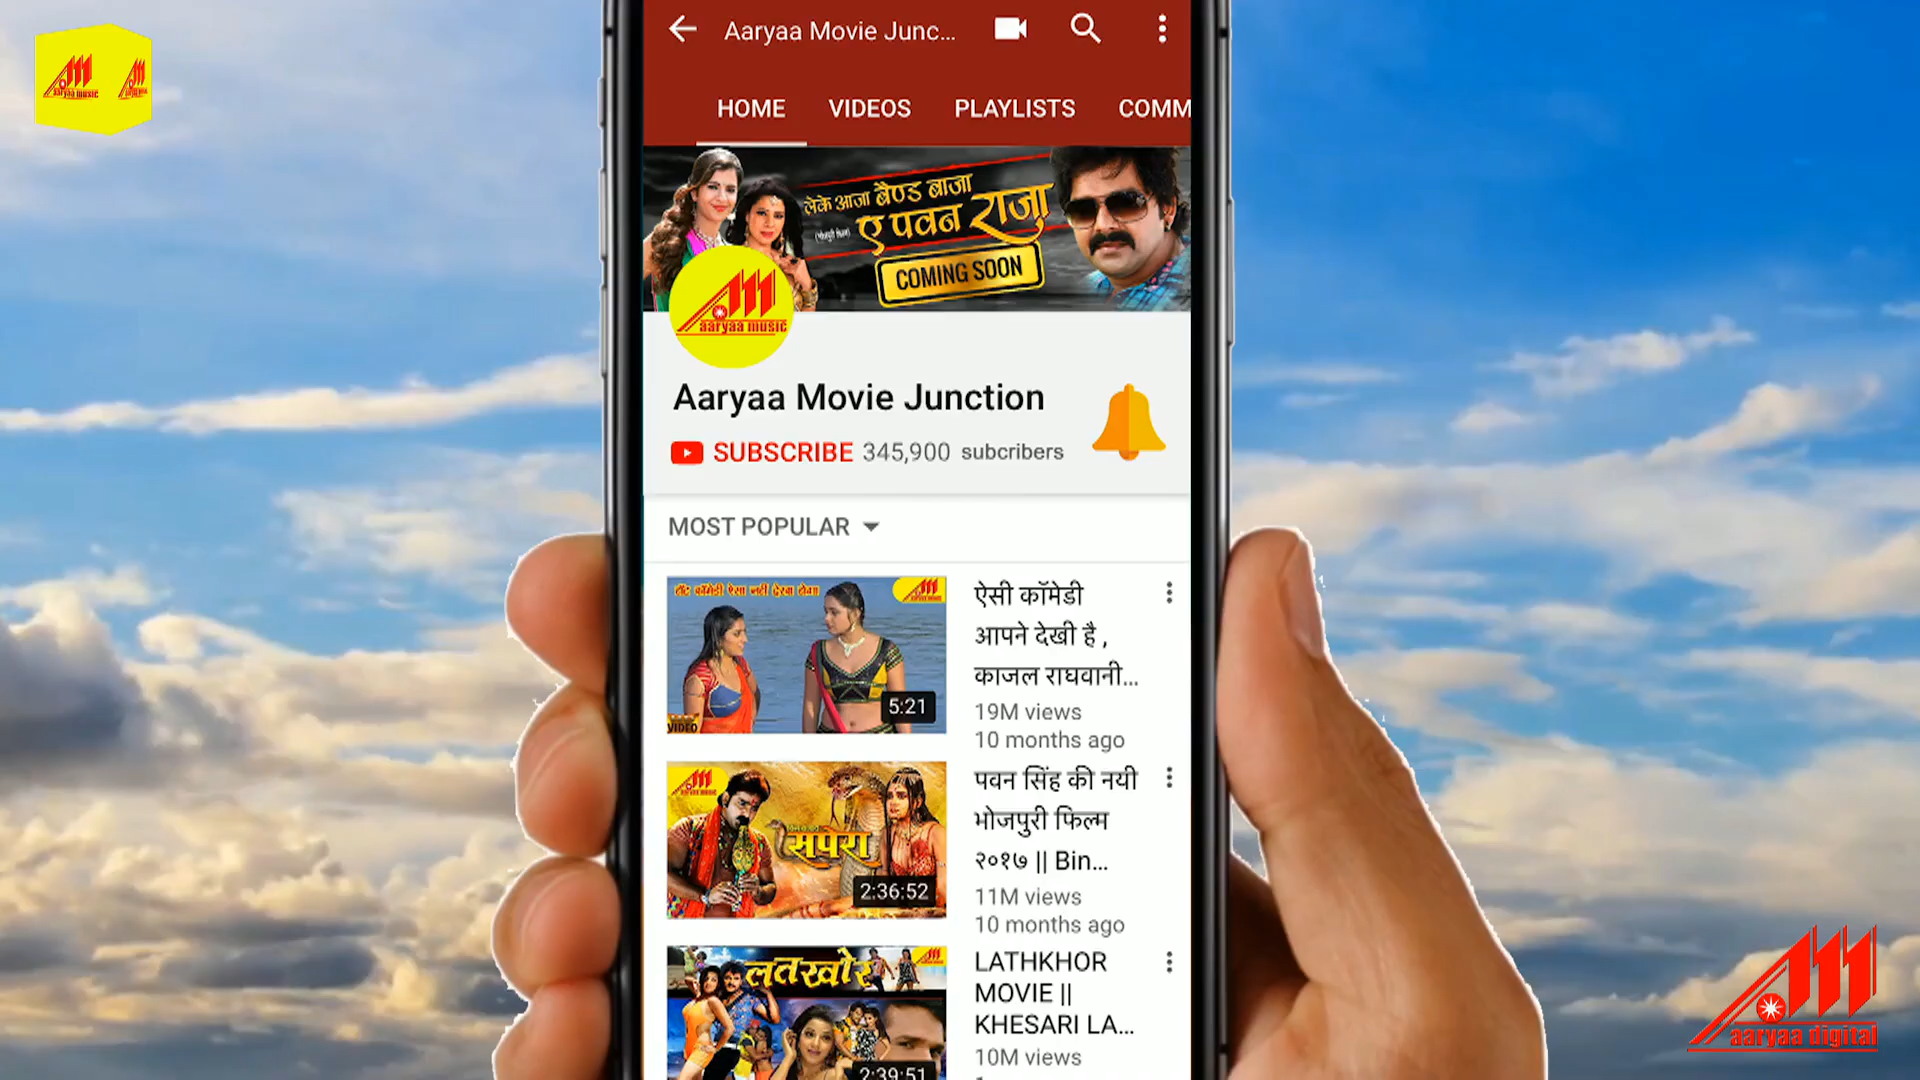 aaryaa music
Aaryaa Movie Junc...
HOME VIDEOS PLAYLISTS COMM
लेके आजा बैण्ड बाजा
ए पवन राजा
COMING SOON
aaryaa music
Aaryaa Movie Junction
SUBSCRIBE 345,900 subcribers
MOST POPULAR
VIDEO
5:21
ऐसी कॉमेडी
आपने देखी है ,
काजल राघवानी...
19M views
10 months ago
सपेरा
2:36:52
पवन सिंह की नयी
भोजपुरी फिल्म
२०१७ || Bin...
11M views
10 months ago
लतखोर
2:39:51
LATHKHOR
MOVIE ||
KHESARI LA...
10M views
aaryaa digital